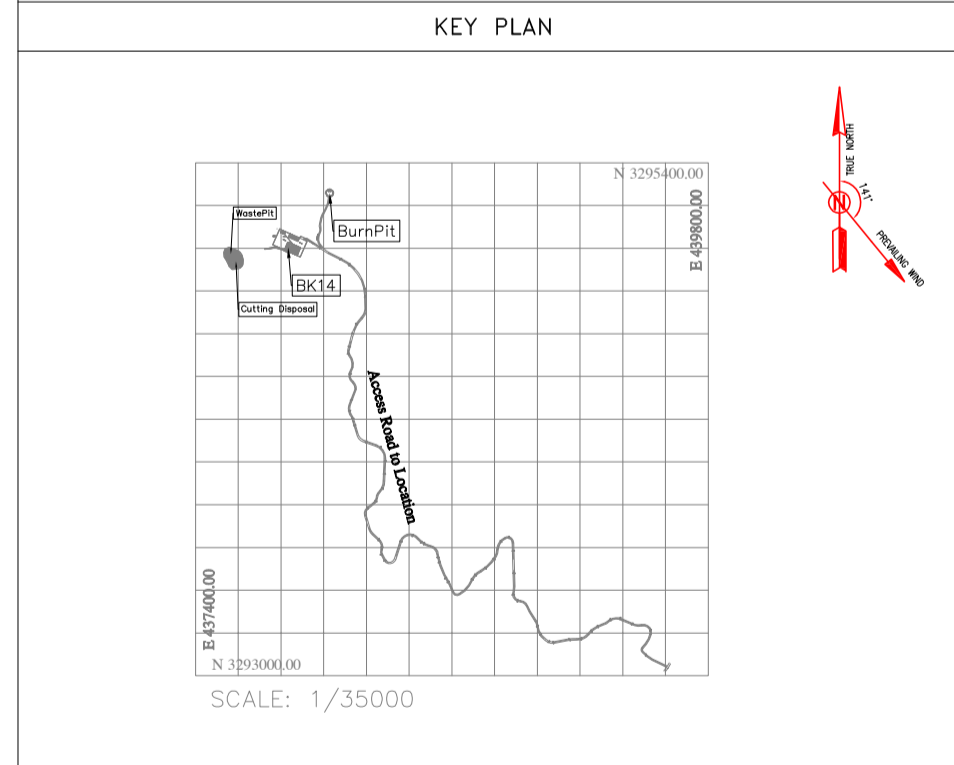 KEY PLAN
N 3295400.00
E 439800.00
TRUE NORTH
141°
N
PREVAILING WIND
WastePit
BurnPit
BK14
Cutting Disposal
Access Road to Location
E 437400.00
N 3293000.00
SCALE: 1/35000